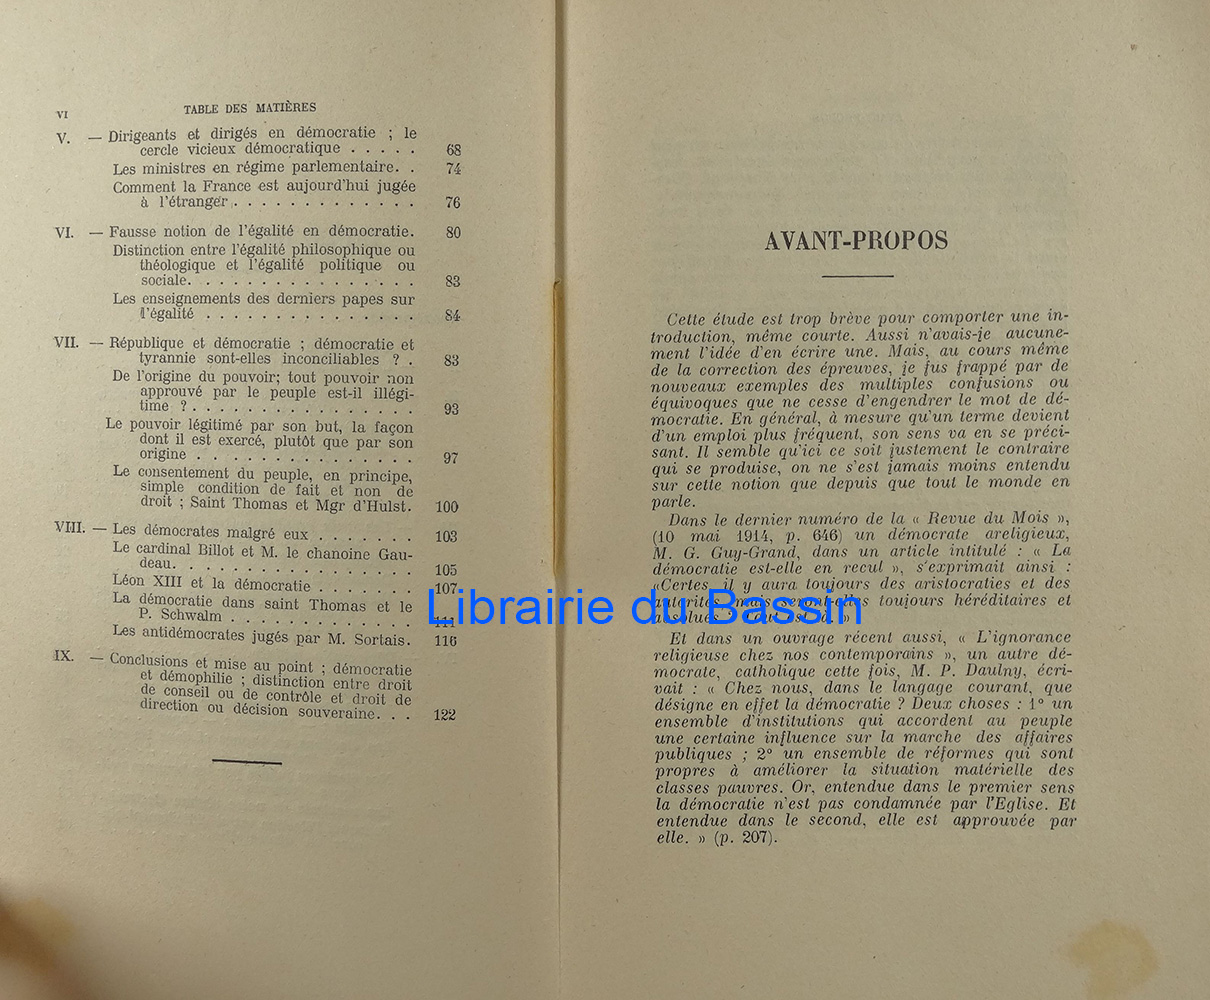 VI
TABLE DES MATIÈRES
V. — Dirigeants et dirigés en démocratie ; le
cercle vicieux démocratique . . . . . 68
Les ministres en régime parlementaire. . 74
Comment la France est aujourd'hui jugée
à l'étranger. . . . . . . . . . . . . 76
VI. — Fausse notion de l'égalité en démocratie. 80
Distinction entre l'égalité philosophique ou
théologique et l'égalité politique ou
sociale. . . . . . . . . . . . . . . 83
Les enseignements des derniers papes sur
l'égalité . . . . . . . . . . . . . . 84
VII. — République et démocratie ; démocratie et
tyrannie sont-elles inconciliables ? . 83
De l'origine du pouvoir; tout pouvoir non
approuvé par le peuple est-il illégi-
time ? . . . . . . . . . . . . . . . . 93
Le pouvoir légitimé par son but, la façon
dont il est exercé, plutôt que par son
origine . . . . . . . . . . . . . . . 97
Le consentement du peuple, en principe,
simple condition de fait et non de
droit ; Saint Thomas et Mgr d'Hulst. 100
VIII. — Les démocrates malgré eux . . . . . . . 103
Le cardinal Billot et M. le chanoine Gau-
deau. . . . . . . . . . . . . . . . . 105
Léon XIII et la démocratie . . . . . . . 107
La démocratie dans saint Thomas et le
P. Schwalm . . . . . . . . . . . . . 111
Les antidémocrates jugés par M. Sortais. 116
IX. — Conclusions et mise au point ; démocratie
et démophilie ; distinction entre droit
de conseil ou de contrôle et droit de
direction ou décision souveraine. . . 122
AVANT-PROPOS
Cette étude est trop brève pour comporter une in-
troduction, même courte. Aussi n'avais-je aucune-
ment l'idée d'en écrire une. Mais, au cours même
de la correction des épreuves, je fus frappé par de
nouveaux exemples des multiples confusions ou
équivoques que ne cesse d'engendrer le mot de dé-
mocratie. En général, à mesure qu'un terme devient
d'un emploi plus fréquent, son sens va en se préci-
sant. Il semble qu'ici ce soit justement le contraire
qui se produise, on ne s'est jamais moins entendu
sur cette notion que depuis que tout le monde en
parle.
Dans le dernier numéro de la « Revue du Mois »,
(10 mai 1914, p. 646) un démocrate areligieux,
M. G. Guy-Grand, dans un article intitulé : « La
démocratie est-elle en recul », s'exprimait ainsi :
«Certes, il y aura toujours des aristocraties et des
autorités, mais seront-elles toujours héréditaires et
absolues
Et dans un ouvrage récent aussi, « L'ignorance
religieuse chez nos contemporains », un autre dé-
mocrate, catholique cette fois, M. P. Daulny, écri-
vait : « Chez nous, dans le langage courant, que
désigne en effet la démocratie ? Deux choses : 1° un
ensemble d'institutions qui accordent au peuple
une certaine influence sur la marche des affaires
publiques ; 2° un ensemble de réformes qui sont
propres à améliorer la situation matérielle des
classes pauvres. Or, entendue dans le premier sens
la démocratie n'est pas condamnée par l'Eglise. Et
entendue dans le second, elle est approuvée par
elle. » (p. 207).
Librairie du Bassin